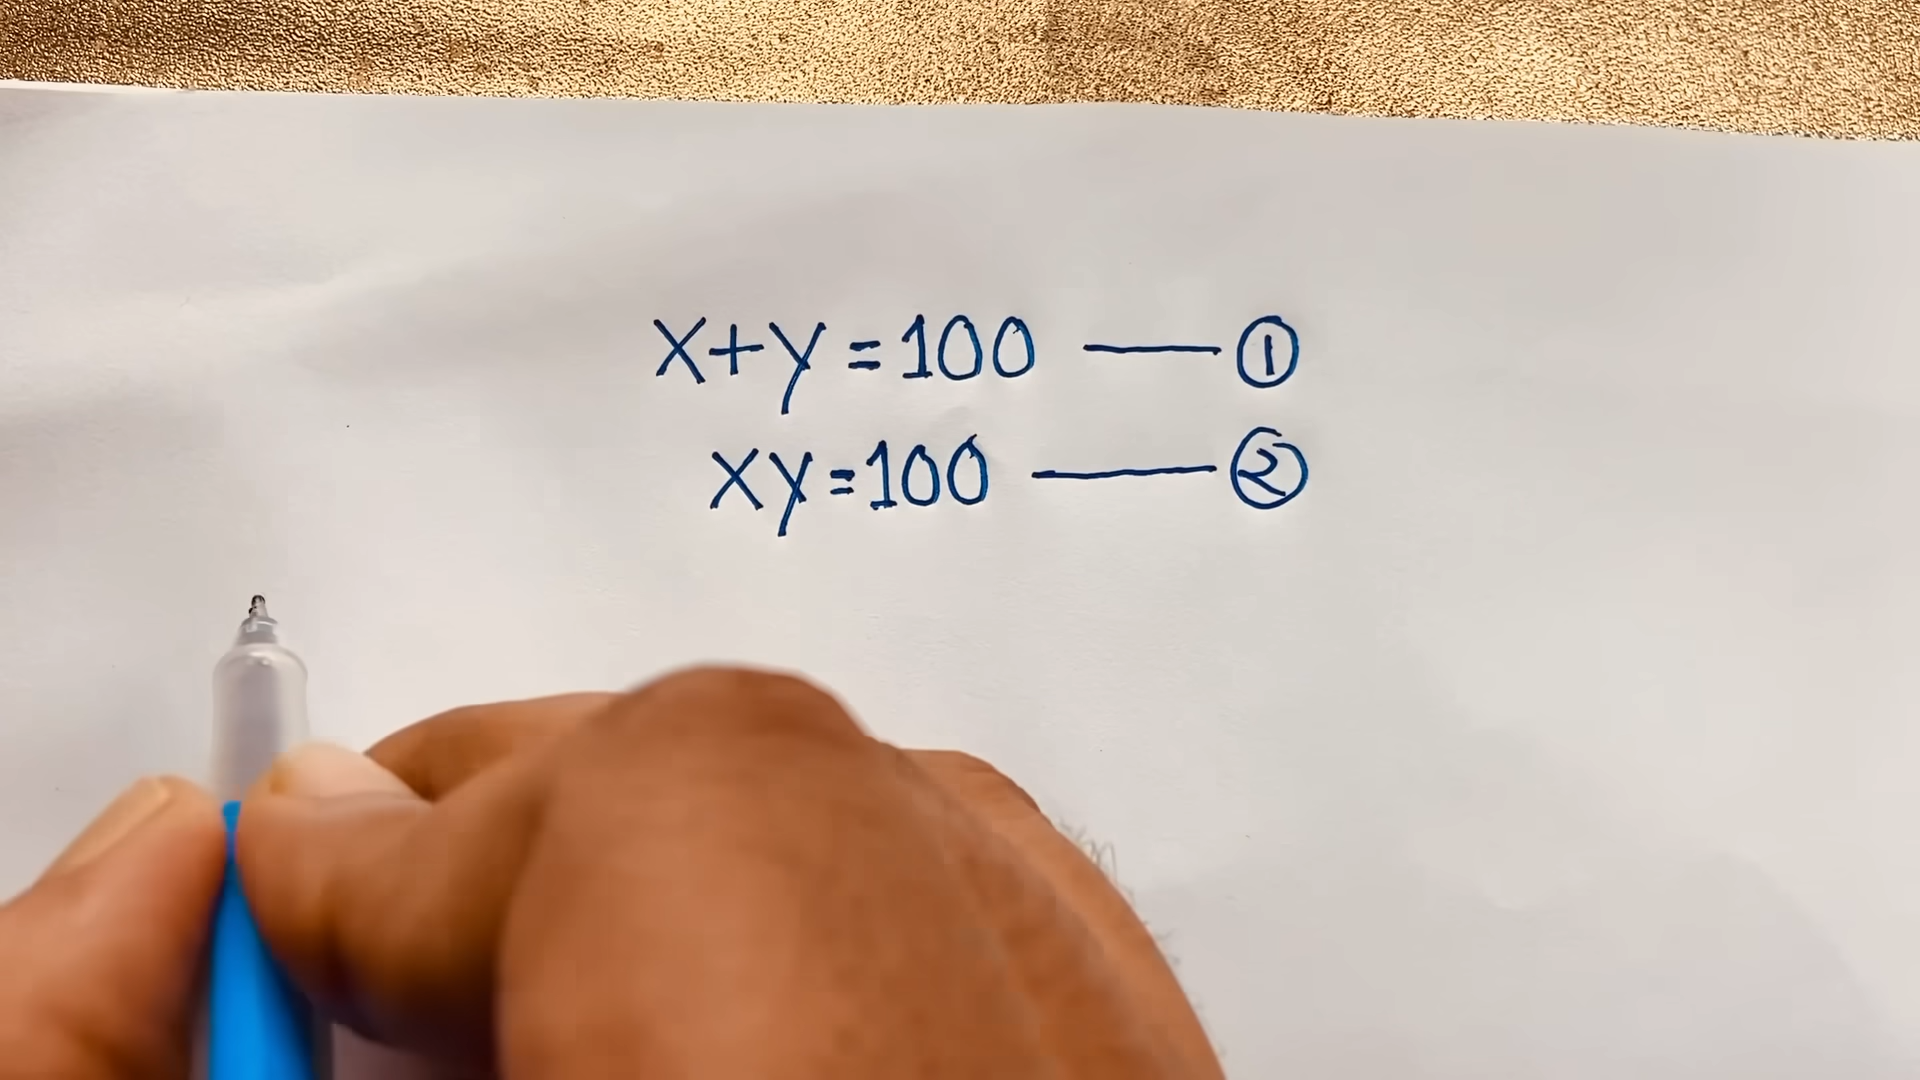 x+y=100 — ①
xy=100 — ②